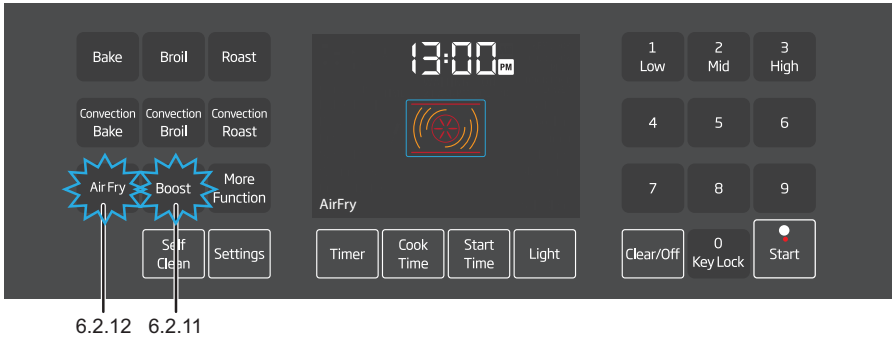 Bake
Broil
Roast
13:00 PM
1
Low
2
Mid
3
High
Convection
Bake
Convection
Broil
Convection
Roast
4
5
6
Air Fry
Boost
More
Function
AirFry
7
8
9
Self
Clean
Settings
Timer
Cook
Time
Start
Time
Light
Clear/Off
0
Key Lock
Start
6.2.12
6.2.11